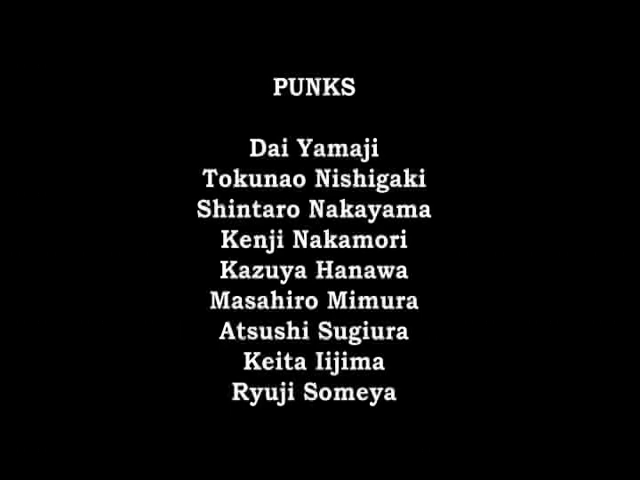 PUNKS
Dai Yamaji
Tokunao Nishigaki
Shintaro Nakayama
Kenji Nakamori
Kazuya Hanawa
Masahiro Mimura
Atsushi Sugiura
Keita Iijima
Ryuji Someya